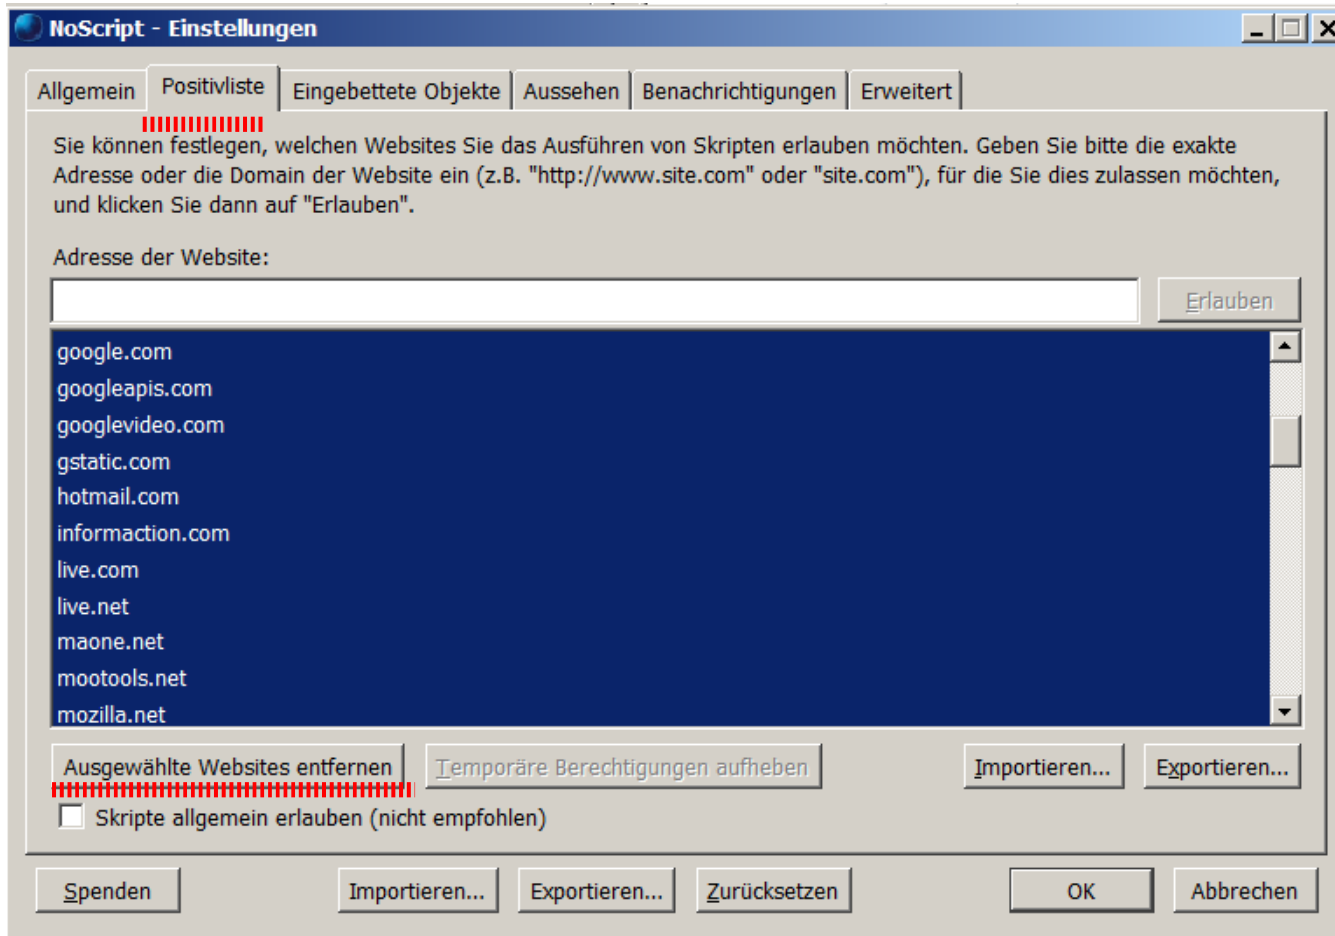 NoScript - Einstellungen
Allgemein Positivliste Eingebettete Objekte Aussehen Benachrichtigungen Erweitert
Sie können festlegen, welchen Websites Sie das Ausführen von Skripten erlauben möchten. Geben Sie bitte die exakte
Adresse oder die Domain der Website ein (z.B. "http://www.site.com" oder "site.com"), für die Sie dies zulassen möchten,
und klicken Sie dann auf "Erlauben".
Adresse der Website:
Erlauben
google.com
googleapis.com
googlevideo.com
gstatic.com
hotmail.com
informaction.com
live.com
live.net
maone.net
mootools.net
mozilla.net
Ausgewählte Websites entfernen Temporäre Berechtigungen aufheben Importieren... Exportieren...
Skripte allgemein erlauben (nicht empfohlen)
Spenden Importieren... Exportieren... Zurücksetzen OK Abbrechen